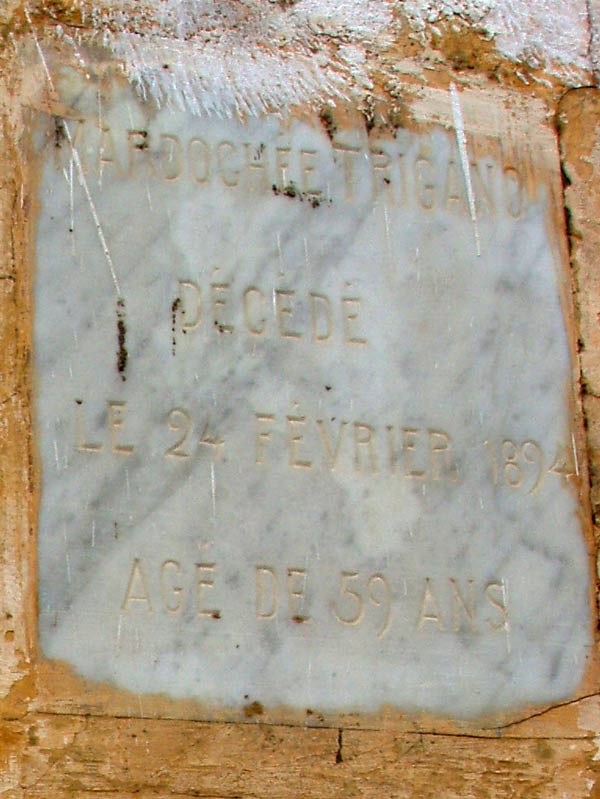 MARDOCHÉE TRIGANO
DÉCÉDÉ
LE 24 FÉVRIER 1894
AGÉ DE 59 ANS